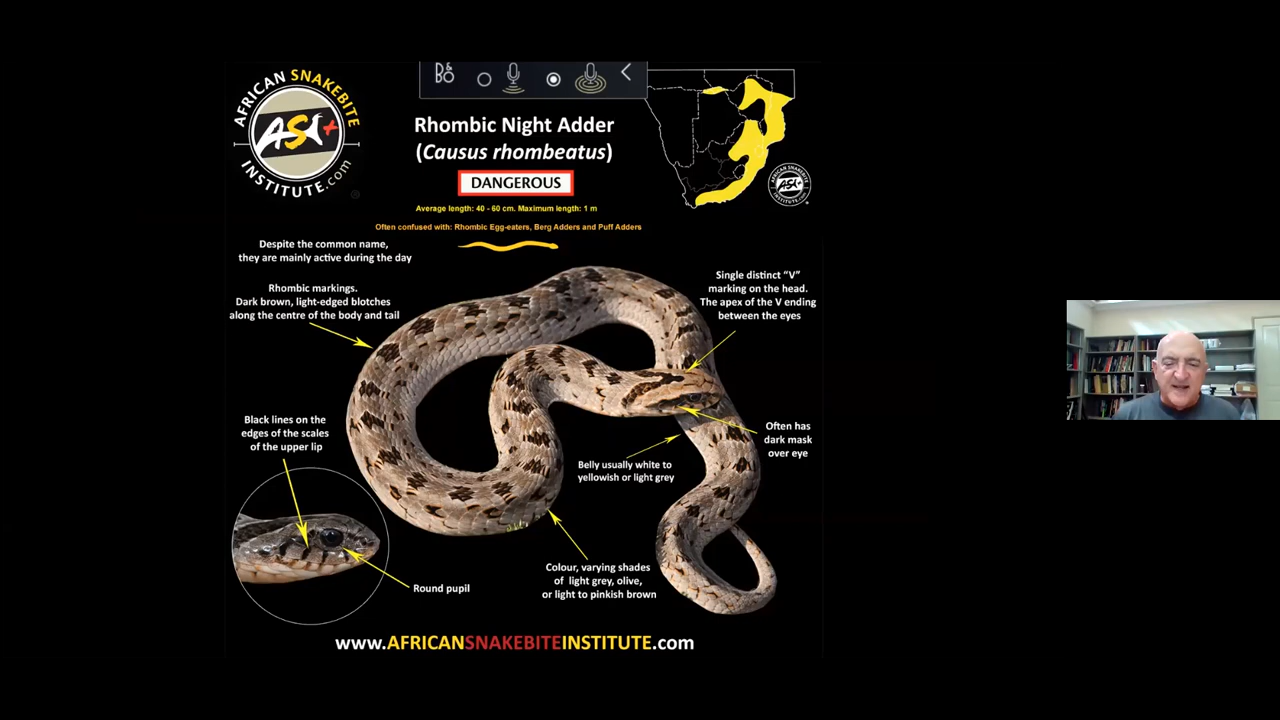 AFRICAN SNAKEBITE
ASI+
INSTITUTE.com
B&O
Rhombic Night Adder
(Causus rhombeatus)
DANGEROUS
Average length: 40 - 60 cm. Maximum length: 1 m
Often confused with: Rhombic Egg-eaters, Berg Adders and Puff Adders
Despite the common name,
they are mainly active during the day
Rhombic markings.
Dark brown, light-edged blotches
along the centre of the body and tail
Single distinct “V”
marking on the head.
The apex of the V ending
between the eyes
Black lines on the
edges of the scales
of the upper lip
Often has
dark mask
over eye
Belly usually white to
yellowish or light grey
Round pupil
Colour, varying shades
of light grey, olive,
or light to pinkish brown
www.AFRICANSNAKEBITEINSTITUTE.com